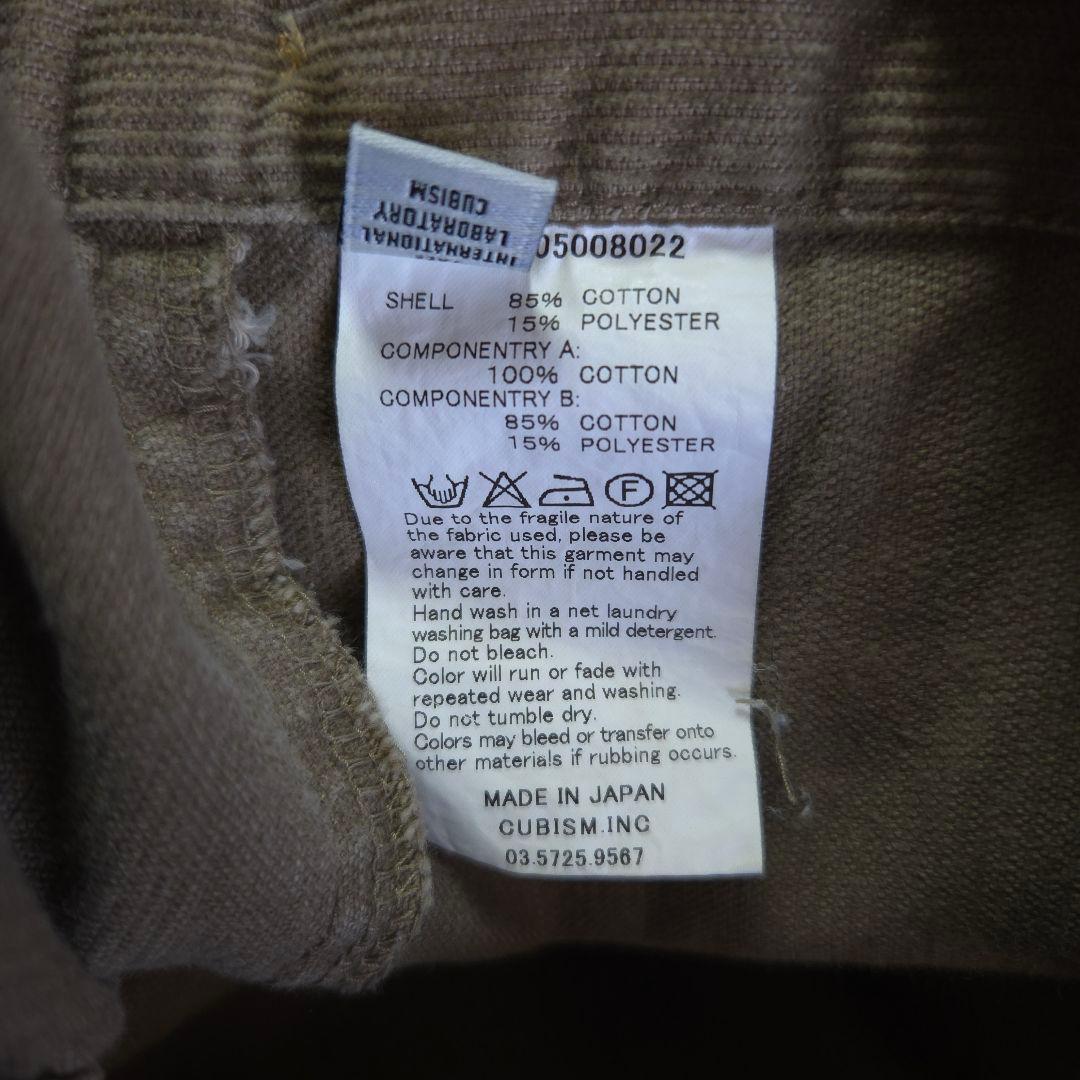 INTERNATIONAL
LABORATORY
CUBISM
05008022
SHELL 85% COTTON
15% POLYESTER
COMPONENTRY A:
100% COTTON
COMPONENTRY B:
85% COTTON
15% POLYESTER
F
Due to the fragile nature of
the fabric used, please be
aware that this garment may
change in form if not handled
with care.
Hand wash in a net laundry
washing bag with a mild detergent.
Do not bleach.
Color will run or fade with
repeated wear and washing.
Do not tumble dry.
Colors may bleed or transfer onto
other materials if rubbing occurs.
MADE IN JAPAN
CUBISM.INC
03.5725.9567